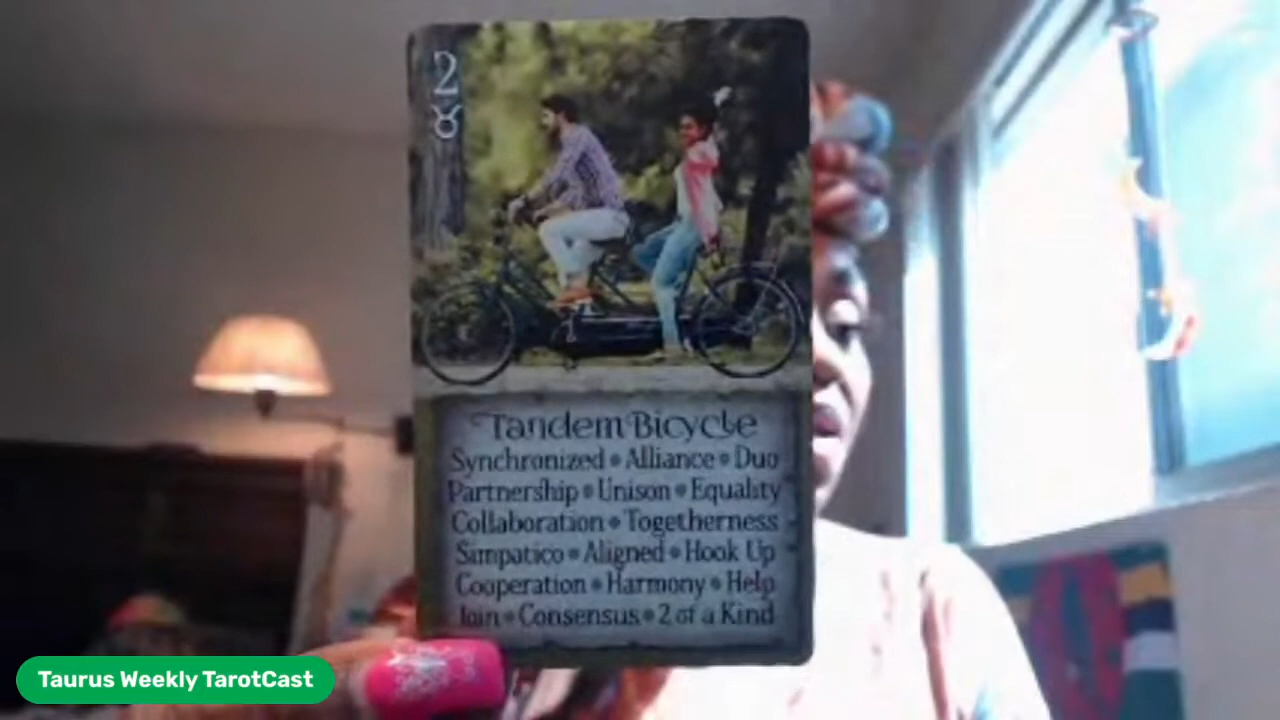 2
8
Tandem Bicycle
Synchronized • Alliance • Duo
Partnership • Unison • Equality
Collaboration • Togetherness
Simpatico • Aligned • Hook Up
Cooperation • Harmony • Help
Join • Consensus • 2 of a Kind
Taurus Weekly TarotCast